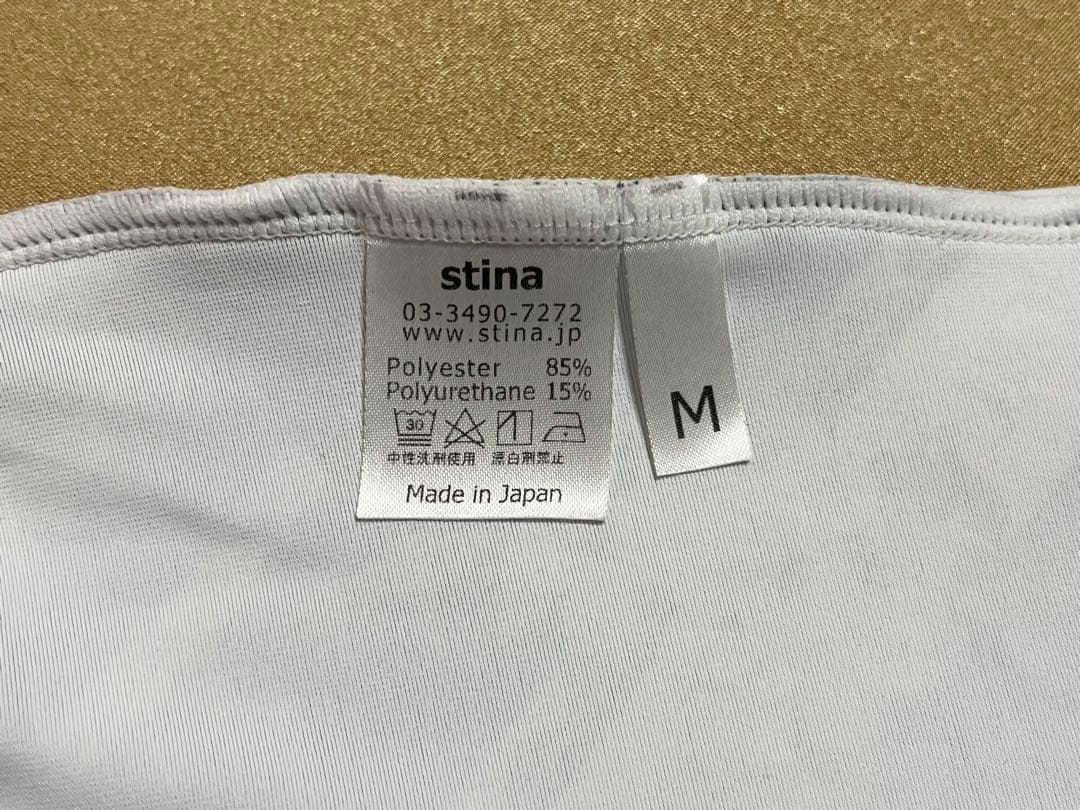 stina
03-3490-7272
www.stina.jp
Polyester 85%
Polyurethane 15%
30
中性洗剤使用 漂白剤禁止
Made in Japan
M